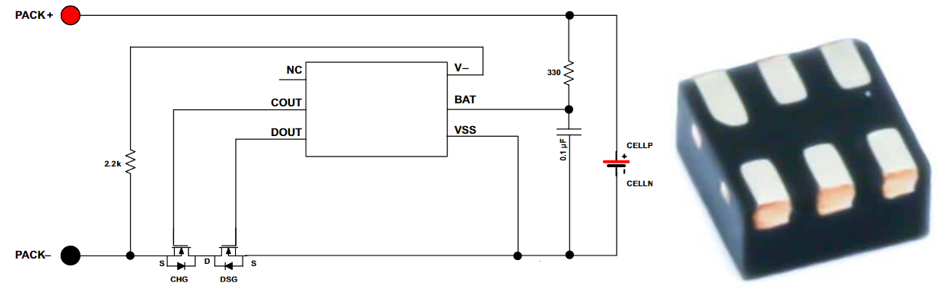 PACK+
NC
V–
330
COUT
BAT
DOUT
VSS
2.2k
0.1 µF
CELLP
+
-
CELLN
PACK–
S
D
S
CHG
DSG